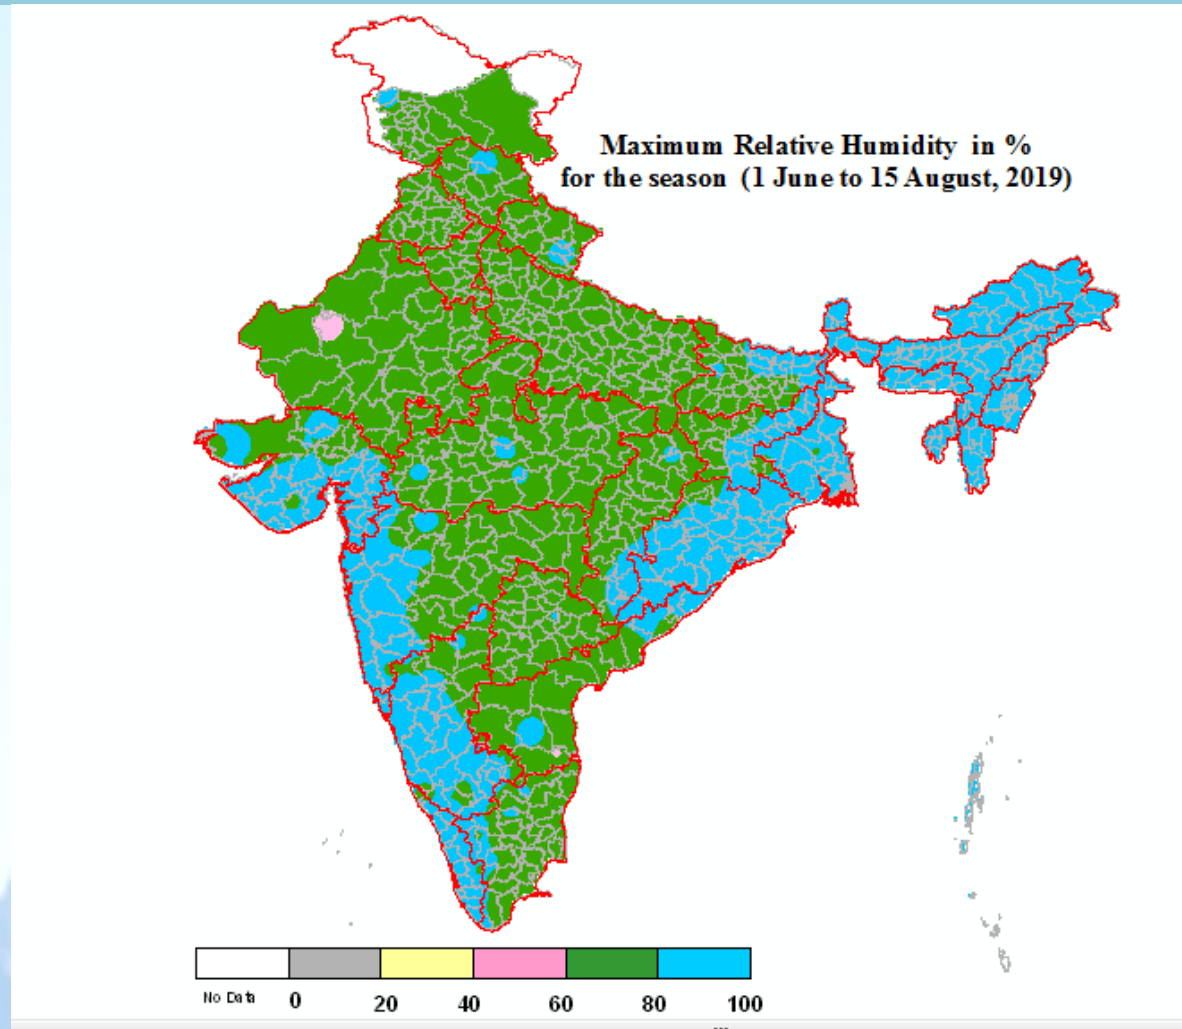 Maximum Relative Humidity in %
for the season (1 June to 15 August, 2019)
No Data 0 20 40 60 80 100